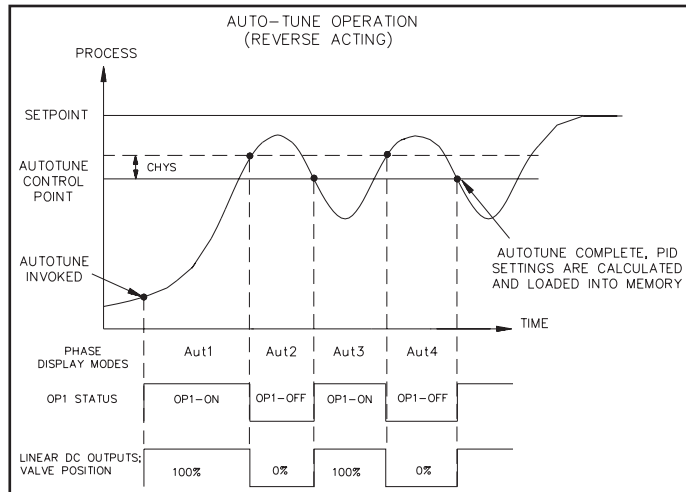 AUTO-TUNE OPERATION
(REVERSE ACTING)
PROCESS
SETPOINT
CHYS
AUTOTUNE
CONTROL
POINT
AUTOTUNE
INVOKED
AUTOTUNE COMPLETE, PID
SETTINGS ARE CALCULATED
AND LOADED INTO MEMORY
TIME
PHASE
DISPLAY MODES
Aut1 Aut2 Aut3 Aut4
OP1 STATUS
OP1-ON OP1-OFF OP1-ON OP1-OFF
LINEAR DC OUTPUTS;
VALVE POSITION
100% 0% 100% 0%